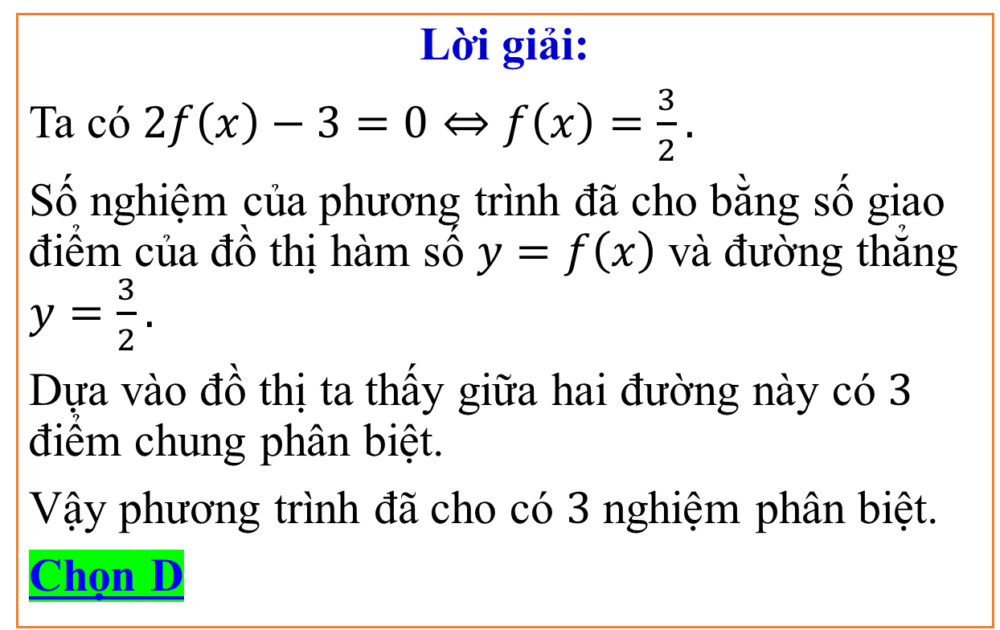 Lời giải:
Ta có 2f(x) − 3 = 0 ⇔ f(x) = 3/2.
Số nghiệm của phương trình đã cho bằng số giao
điểm của đồ thị hàm số y = f(x) và đường thẳng
y = 3/2.
Dựa vào đồ thị ta thấy giữa hai đường này có 3
điểm chung phân biệt.
Vậy phương trình đã cho có 3 nghiệm phân biệt.
Chọn D